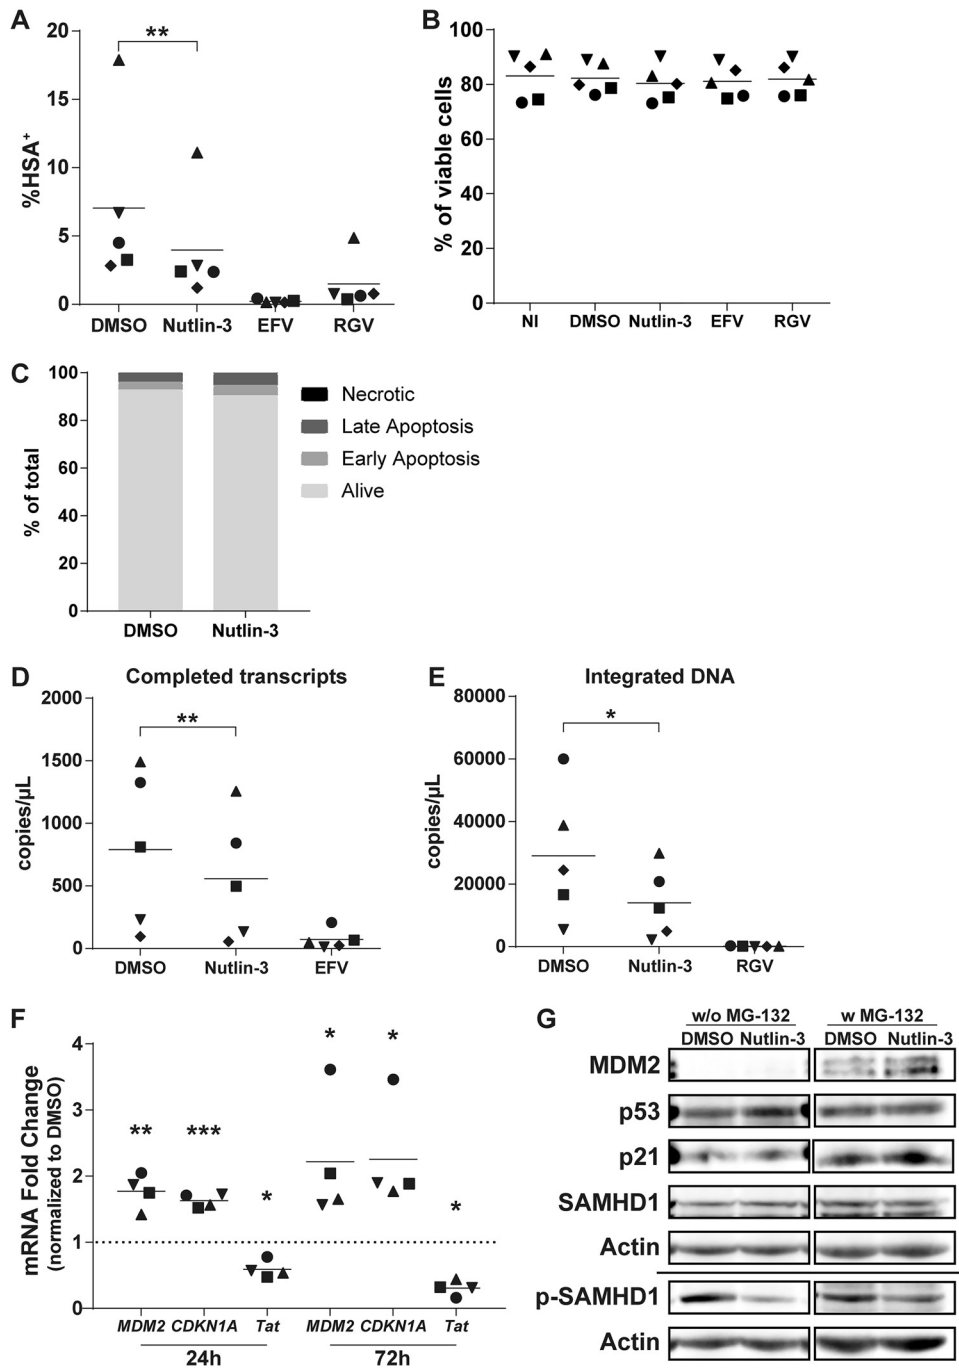 A
20
15
10
5
0
%HSA+
**
DMSO Nutlin-3 EFV RGV
B
100
80
60
40
20
0
% of viable cells
NI DMSO Nutlin-3 EFV RGV
C
100
80
60
40
20
0
% of total
DMSO Nutlin-3
Necrotic
Late Apoptosis
Early Apoptosis
Alive
D
Completed transcripts
2000
1500
1000
500
0
copies/µL
**
DMSO Nutlin-3 EFV
E
Integrated DNA
80000
60000
40000
20000
0
copies/µL
*
DMSO Nutlin-3 RGV
F
4
3
2
1
0
mRNA Fold Change
(normalized to DMSO)
** *** * * * *
MDM2 CDKN1A Tat MDM2 CDKN1A Tat
24h 72h
G
w/o MG-132 w MG-132
DMSO Nutlin-3 DMSO Nutlin-3
MDM2
p53
p21
SAMHD1
Actin
p-SAMHD1
Actin